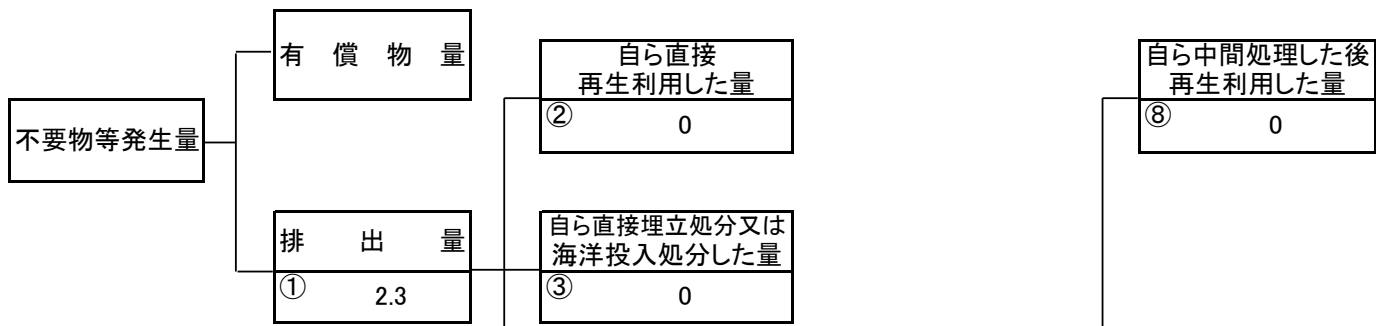 有償物量
自ら直接
再生利用した量
② 0
自ら中間処理した後
再生利用した量
⑧ 0
不要物等発生量
排出量
① 2.3
自ら直接埋立処分又は
海洋投入処分した量
③ 0